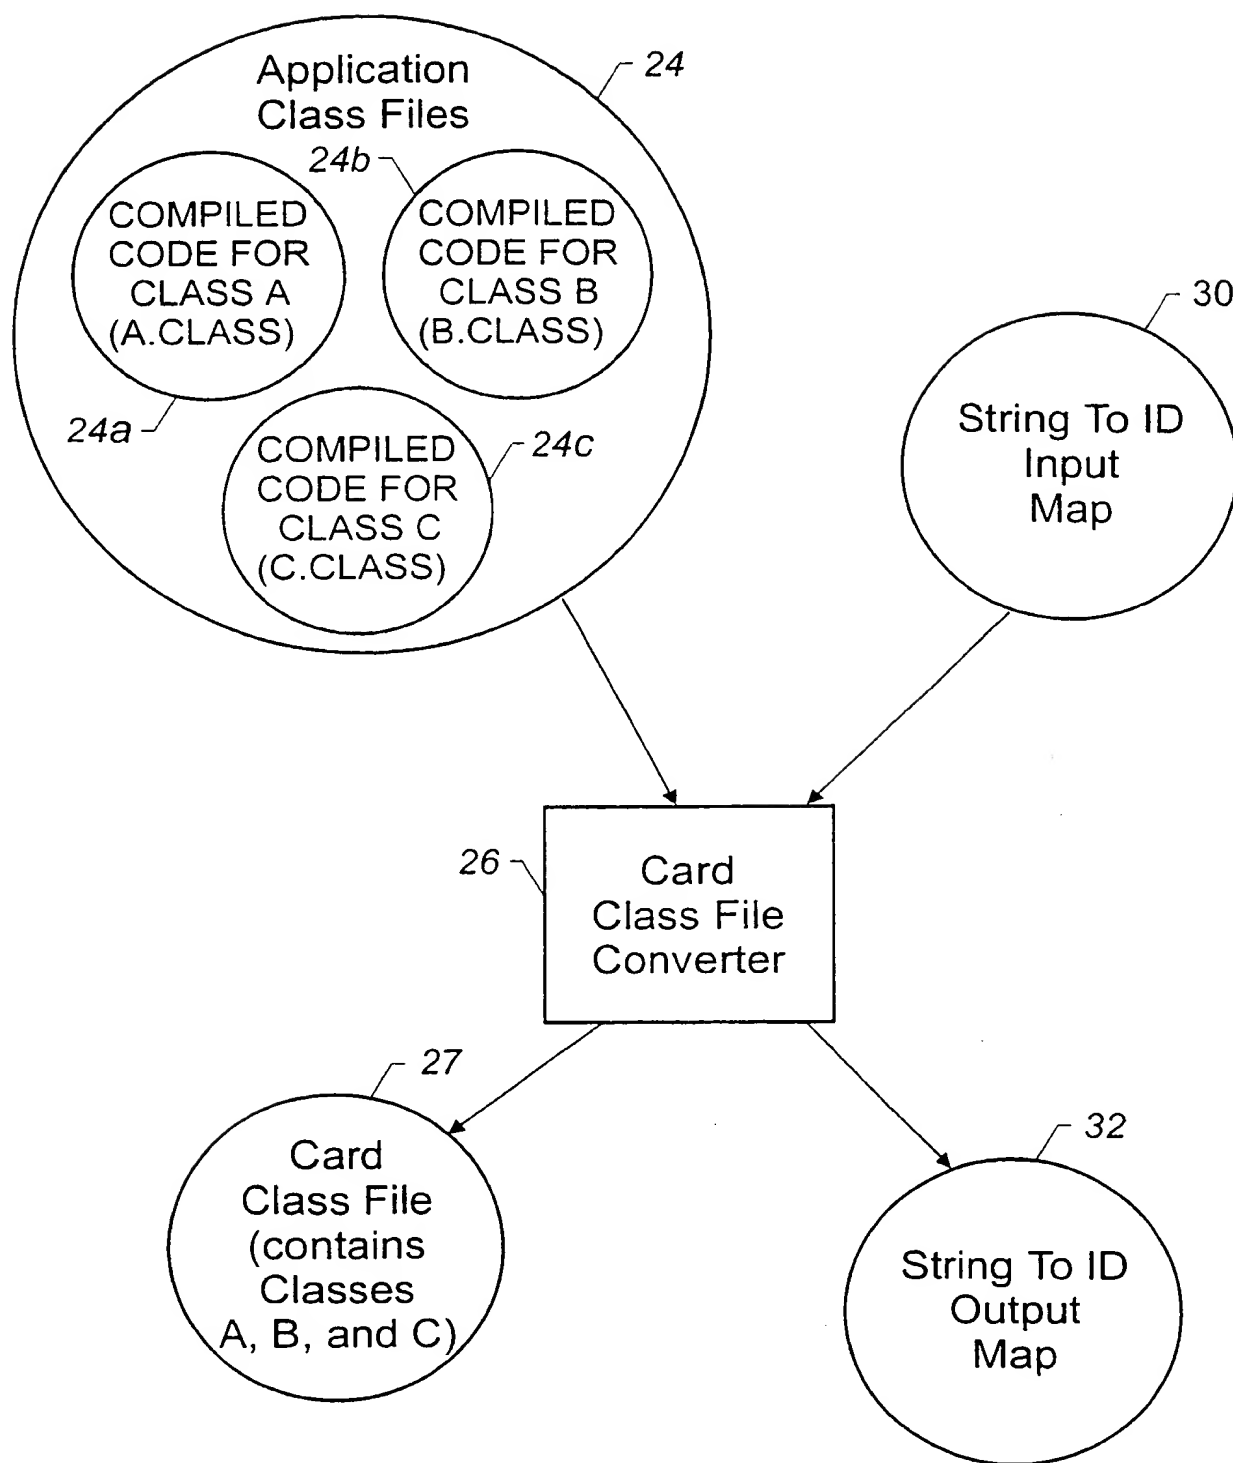 24
Application
Class Files
24b
COMPILED
CODE FOR
CLASS A
(A.CLASS)
COMPILED
CODE FOR
CLASS B
(B.CLASS)
24a
COMPILED
CODE FOR
CLASS C
(C.CLASS)
24c
30
String To ID
Input
Map
26
Card
Class File
Converter
27
Card
Class File
(contains
Classes
A, B, and C)
32
String To ID
Output
Map